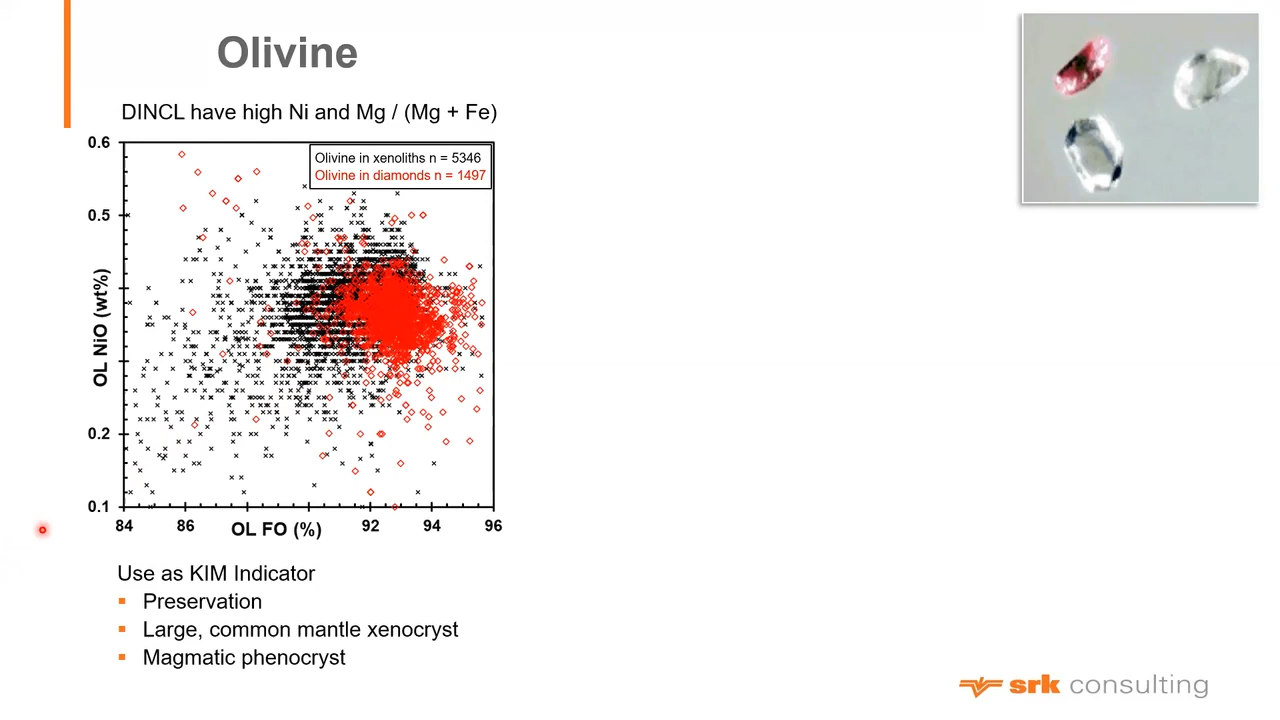 Olivine
DINCL have high Ni and Mg / (Mg + Fe)
0.6
Olivine in xenoliths n = 5346
Olivine in diamonds n = 1497
0.5
OL NiO (wt%)
0.2
0.1
84 86 92 94 96
OL FO (%)
Use as KIM Indicator
Preservation
Large, common mantle xenocryst
Magmatic phenocryst
srk consulting